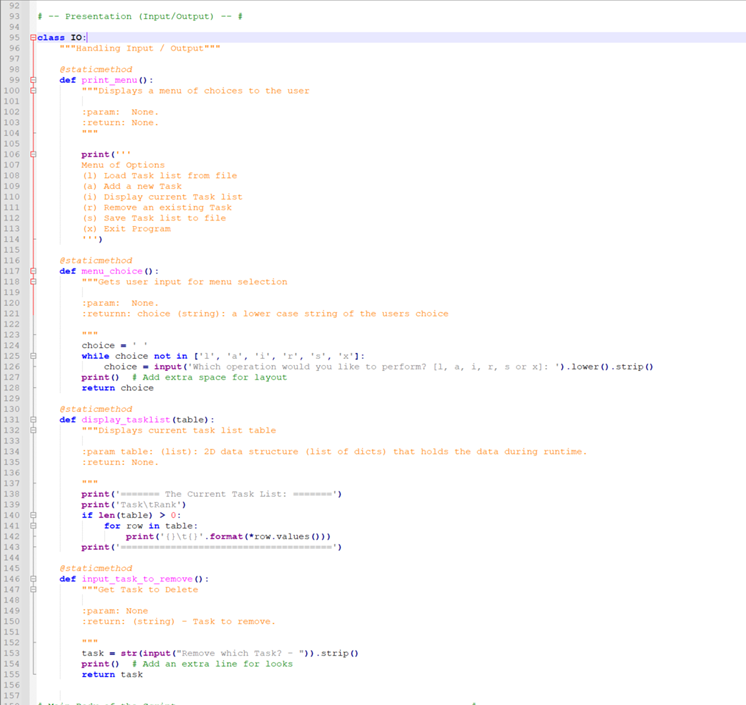 92
93 # -- Presentation (Input/Output) -- #
94
95 class IO:
96 """Handling Input / Output"""
97
98 @staticmethod
99 def print_menu():
100 """Displays a menu of choices to the user
101
102 :param:  None.
103 :return: None.
104 """
105
106 print('''
107 Menu of Options
108 (l) Load Task list from file
109 (a) Add a new Task
110 (i) Display current Task list
111 (r) Remove an existing Task
112 (s) Save Task list to file
113 (x) Exit Program
114 ''')
115
116 @staticmethod
117 def menu_choice():
118 """Gets user input for menu selection
119
120 :param:  None.
121 :returnn: choice (string): a lower case string of the users choice
122
123 """
124 choice = ' '
125 while choice not in ['l', 'a', 'i', 'r', 's', 'x']:
126 choice = input('Which operation would you like to perform? [l, a, i, r, s or x]: ').lower().strip()
127 print()  # Add extra space for layout
128 return choice
129
130 @staticmethod
131 def display_tasklist(table):
132 """Displays current task list table
133
134 :param table: (list): 2D data structure (list of dicts) that holds the data during runtime.
135 :return: None.
136
137 """
138 print('======= The Current Task List: =======')
139 print('Task\tRank')
140 if len(table) > 0:
141 for row in table:
142 print('{}\t{}'.format(*row.values()))
143 print('======================================')
144
145 @staticmethod
146 def input_task_to_remove():
147 """Get Task to Delete
148
149 :param: None
150 :return: (string) - Task to remove.
151
152 """
153 task = str(input("Remove which Task? - ")).strip()
154 print()  # Add an extra line for looks
155 return task
156
157